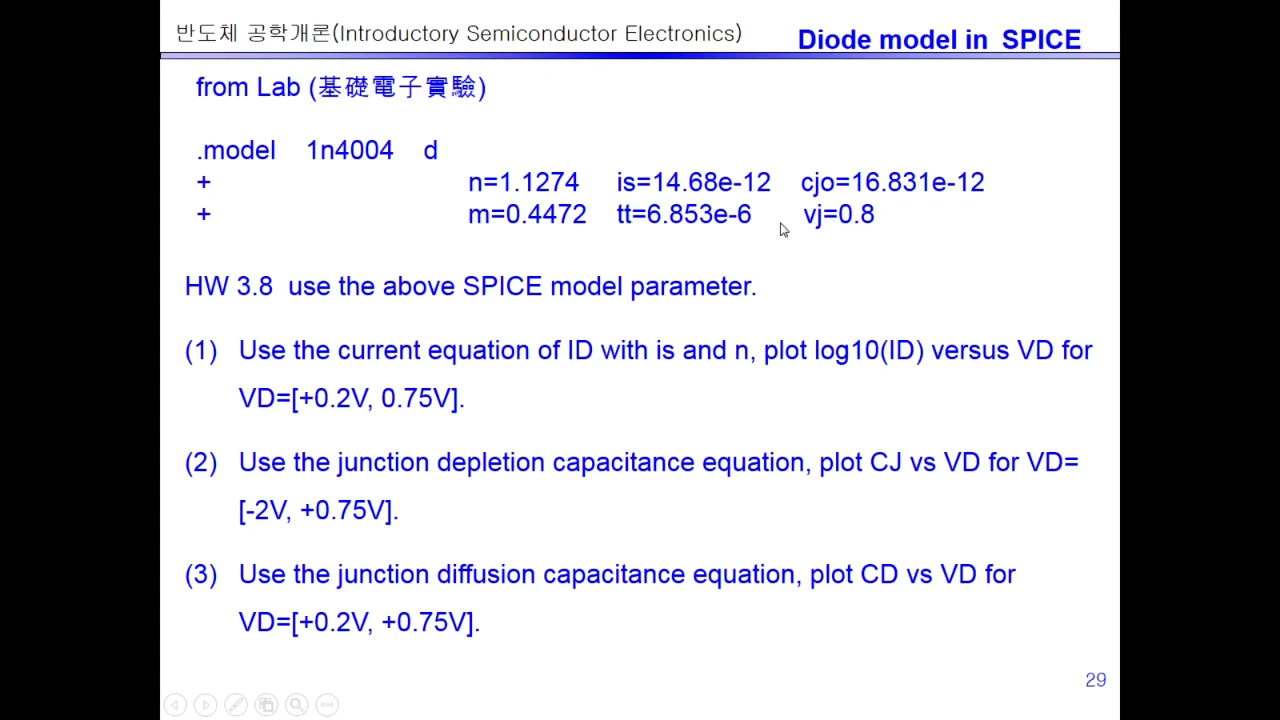 반도체 공학개론(Introductory Semiconductor Electronics)
Diode model in SPICE
from Lab (基礎電子實驗)
.model 1n4004 d
+ n=1.1274 is=14.68e-12 cjo=16.831e-12
+ m=0.4472 tt=6.853e-6 vj=0.8
HW 3.8 use the above SPICE model parameter.
(1) Use the current equation of ID with is and n, plot log10(ID) versus VD for
VD=[+0.2V, 0.75V].
(2) Use the junction depletion capacitance equation, plot CJ vs VD for VD=
[-2V, +0.75V].
(3) Use the junction diffusion capacitance equation, plot CD vs VD for
VD=[+0.2V, +0.75V].
29